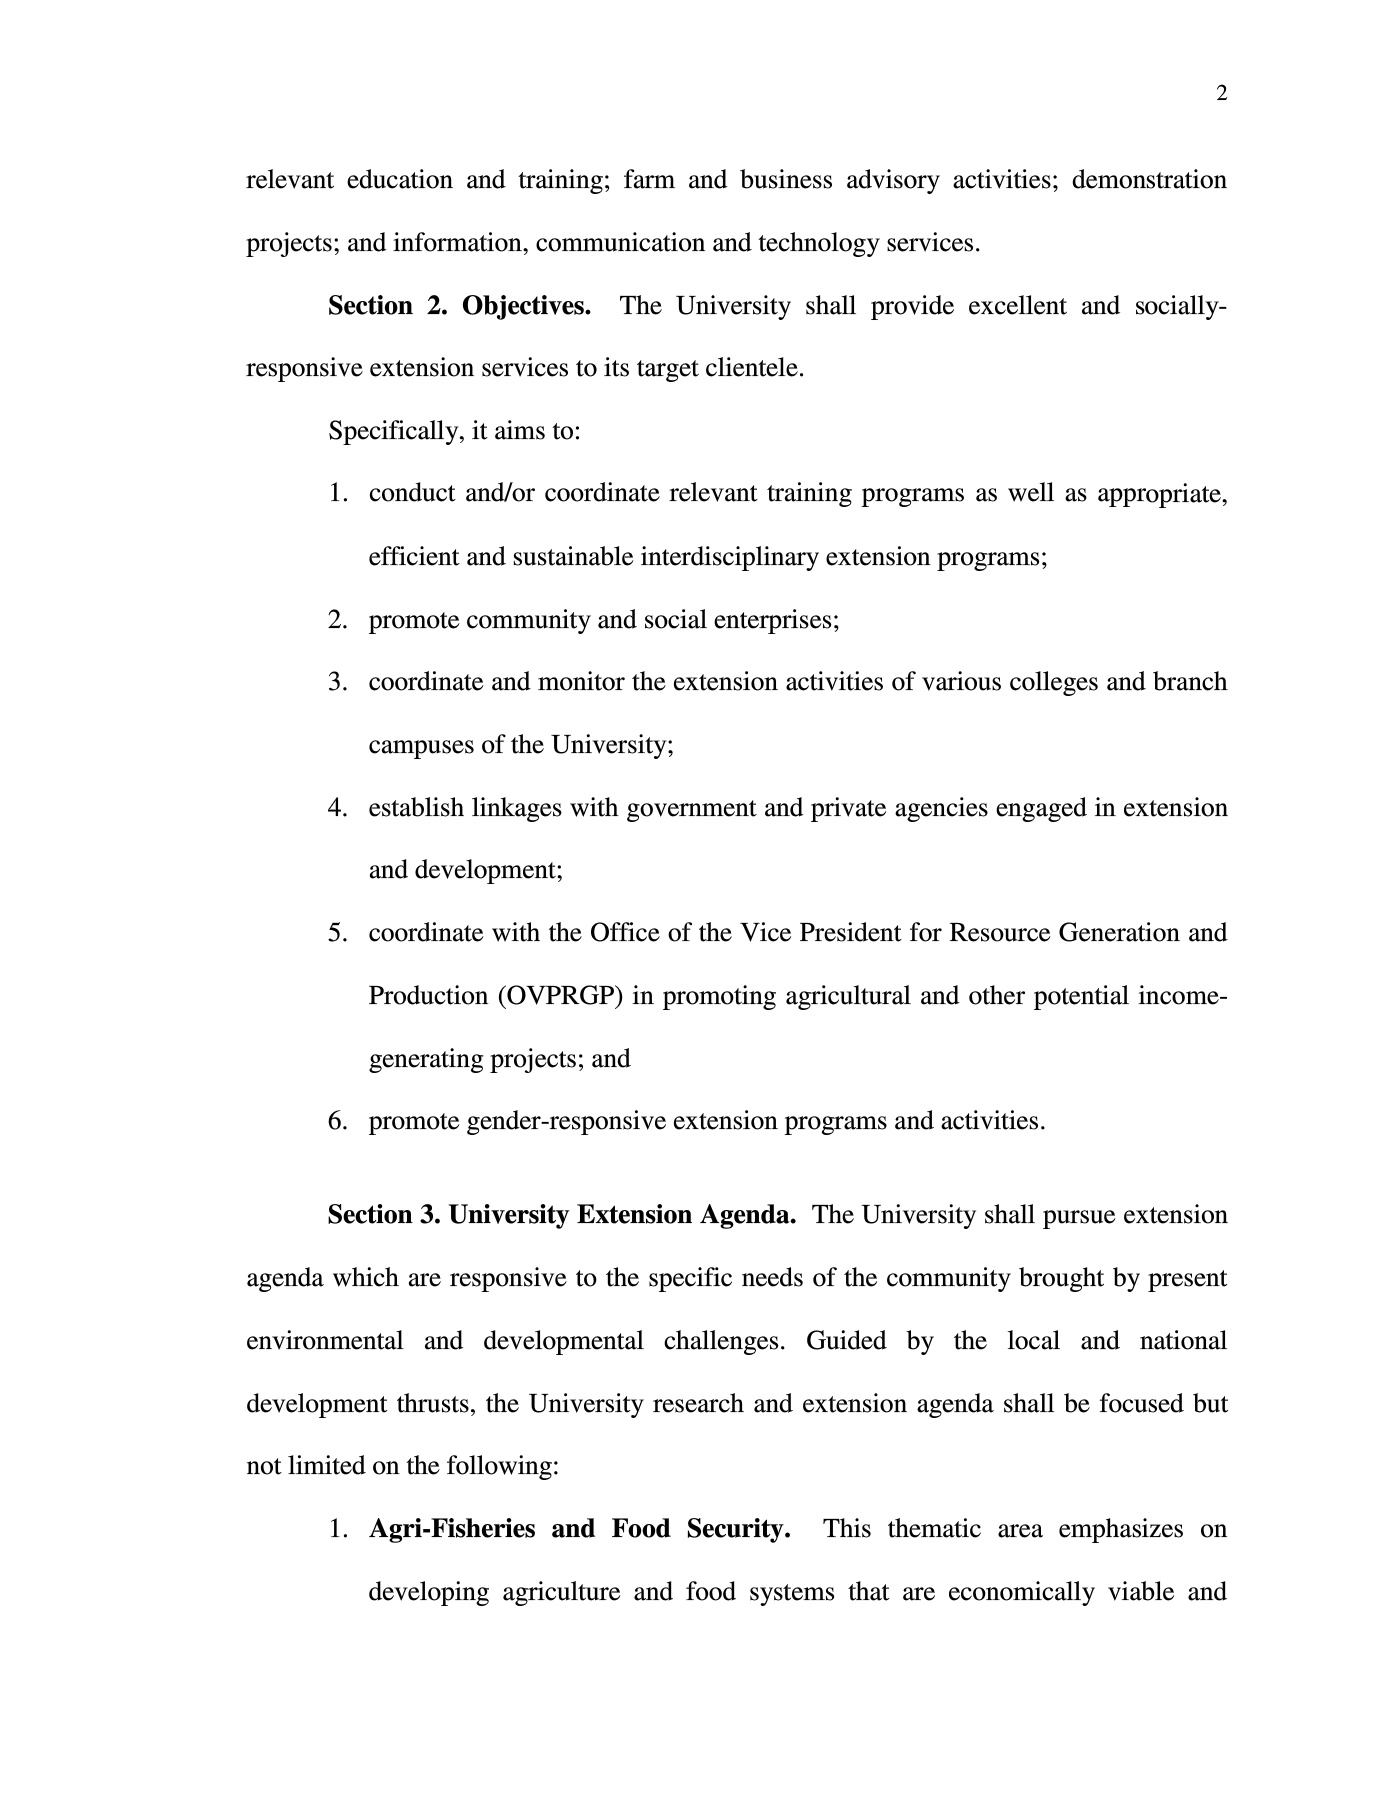 2
relevant education and training; farm and business advisory activities; demonstration
projects; and information, communication and technology services.
Section 2. Objectives. The University shall provide excellent and socially-
responsive extension services to its target clientele.
Specifically, it aims to:
1. conduct and/or coordinate relevant training programs as well as appropriate,
efficient and sustainable interdisciplinary extension programs;
2. promote community and social enterprises;
3. coordinate and monitor the extension activities of various colleges and branch
campuses of the University;
4. establish linkages with government and private agencies engaged in extension
and development;
5. coordinate with the Office of the Vice President for Resource Generation and
Production (OVPRGP) in promoting agricultural and other potential income-
generating projects; and
6. promote gender-responsive extension programs and activities.
Section 3. University Extension Agenda. The University shall pursue extension
agenda which are responsive to the specific needs of the community brought by present
environmental and developmental challenges. Guided by the local and national
development thrusts, the University research and extension agenda shall be focused but
not limited on the following:
1. Agri-Fisheries and Food Security. This thematic area emphasizes on
developing agriculture and food systems that are economically viable and